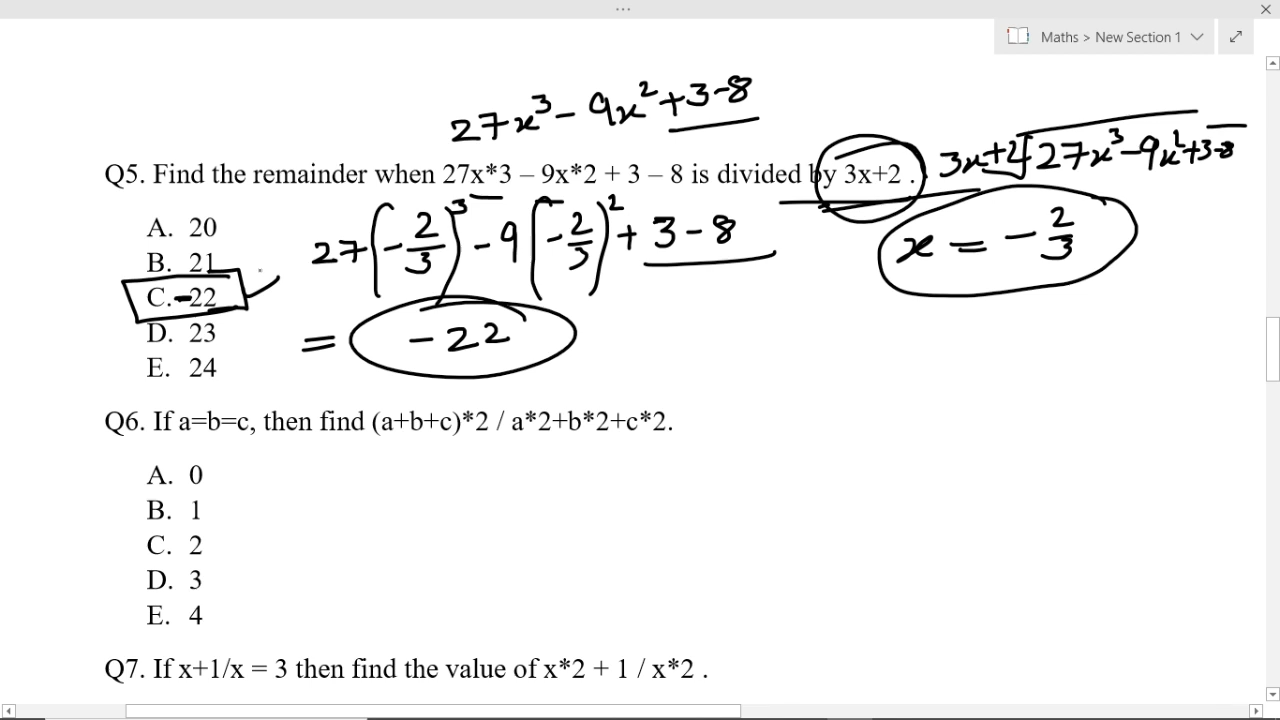 Maths > New Section 1
27x³ - 9x² + 3 - 8
3x+2 27x³ - 9x² + 3 - 8
Q5. Find the remainder when 27x*3 – 9x*2 + 3 – 8 is divided by 3x+2 .
A. 20
27(-2/3)³ - 9(-2/3)² + 3 - 8
x = -2/3
B. 21
C. -22
D. 23
= -22
E. 24
Q6. If a=b=c, then find (a+b+c)*2 / a*2+b*2+c*2.
A. 0
B. 1
C. 2
D. 3
E. 4
Q7. If x+1/x = 3 then find the value of x*2 + 1 / x*2 .